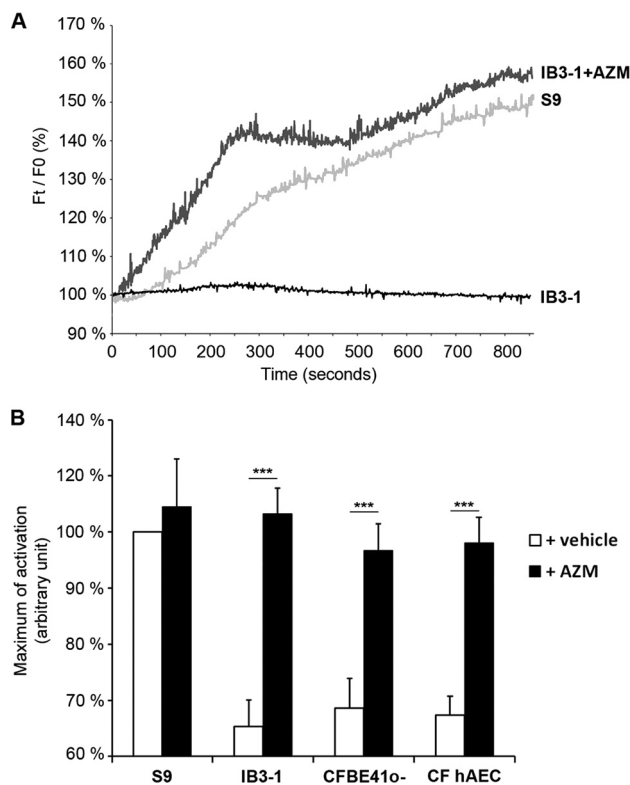 A
170 %
160 %
150 %
140 %
130 %
120 %
110 %
100 %
90 %
Ft / F0 (%)
IB3-1+AZM
S9
IB3-1
0 100 200 300 400 500 600 700 800
Time (seconds)
B
140 %
120 %
100 %
90 %
80 %
70 %
60 %
Maximum of activation
(arbitrary unit)
*** *** ***
+ vehicle
+ AZM
S9 IB3-1 CFBE41o- CF hAEC